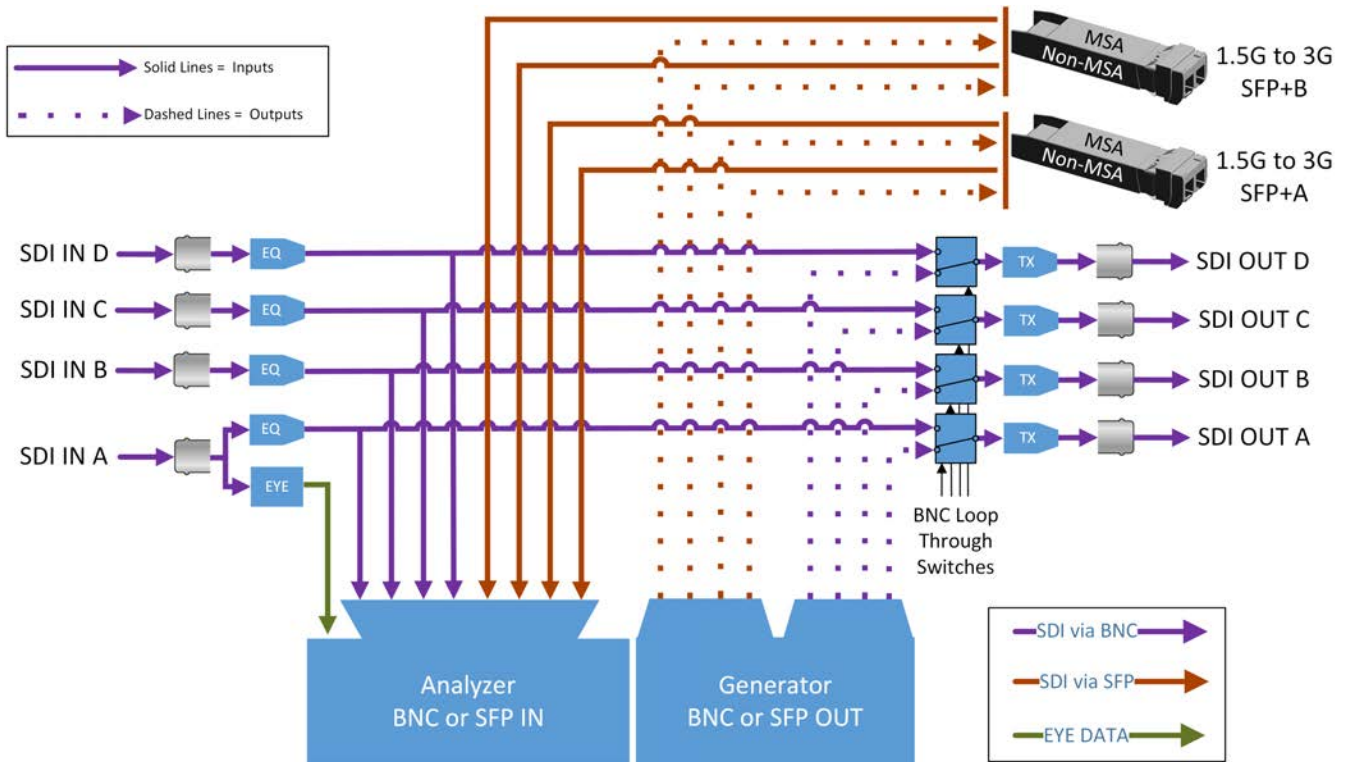 Solid Lines = Inputs
Dashed Lines = Outputs
MSA
Non-MSA
1.5G to 3G
SFP+B
MSA
Non-MSA
1.5G to 3G
SFP+A
SDI IN D
EQ
TX
SDI OUT D
SDI IN C
EQ
TX
SDI OUT C
SDI IN B
EQ
TX
SDI OUT B
SDI IN A
EQ
EYE
TX
SDI OUT A
BNC Loop
Through
Switches
Analyzer
BNC or SFP IN
Generator
BNC or SFP OUT
SDI via BNC
SDI via SFP
EYE DATA